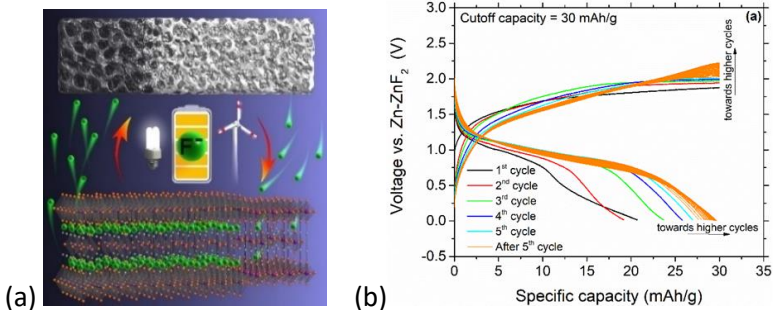 (a)
F⁻
(b)
Cutoff capacity = 30 mAh/g
(a)
towards higher cycles
Voltage vs. Zn-ZnF₂ (V)
3.0
2.5
2.0
1.5
1.0
0.5
0.0
-0.5
1ˢᵗ cycle
2ⁿᵈ cycle
3ʳᵈ cycle
4ᵗʰ cycle
5ᵗʰ cycle
After 5ᵗʰ cycle
towards higher cycles
0 5 10 15 20 25 30 35
Specific capacity (mAh/g)